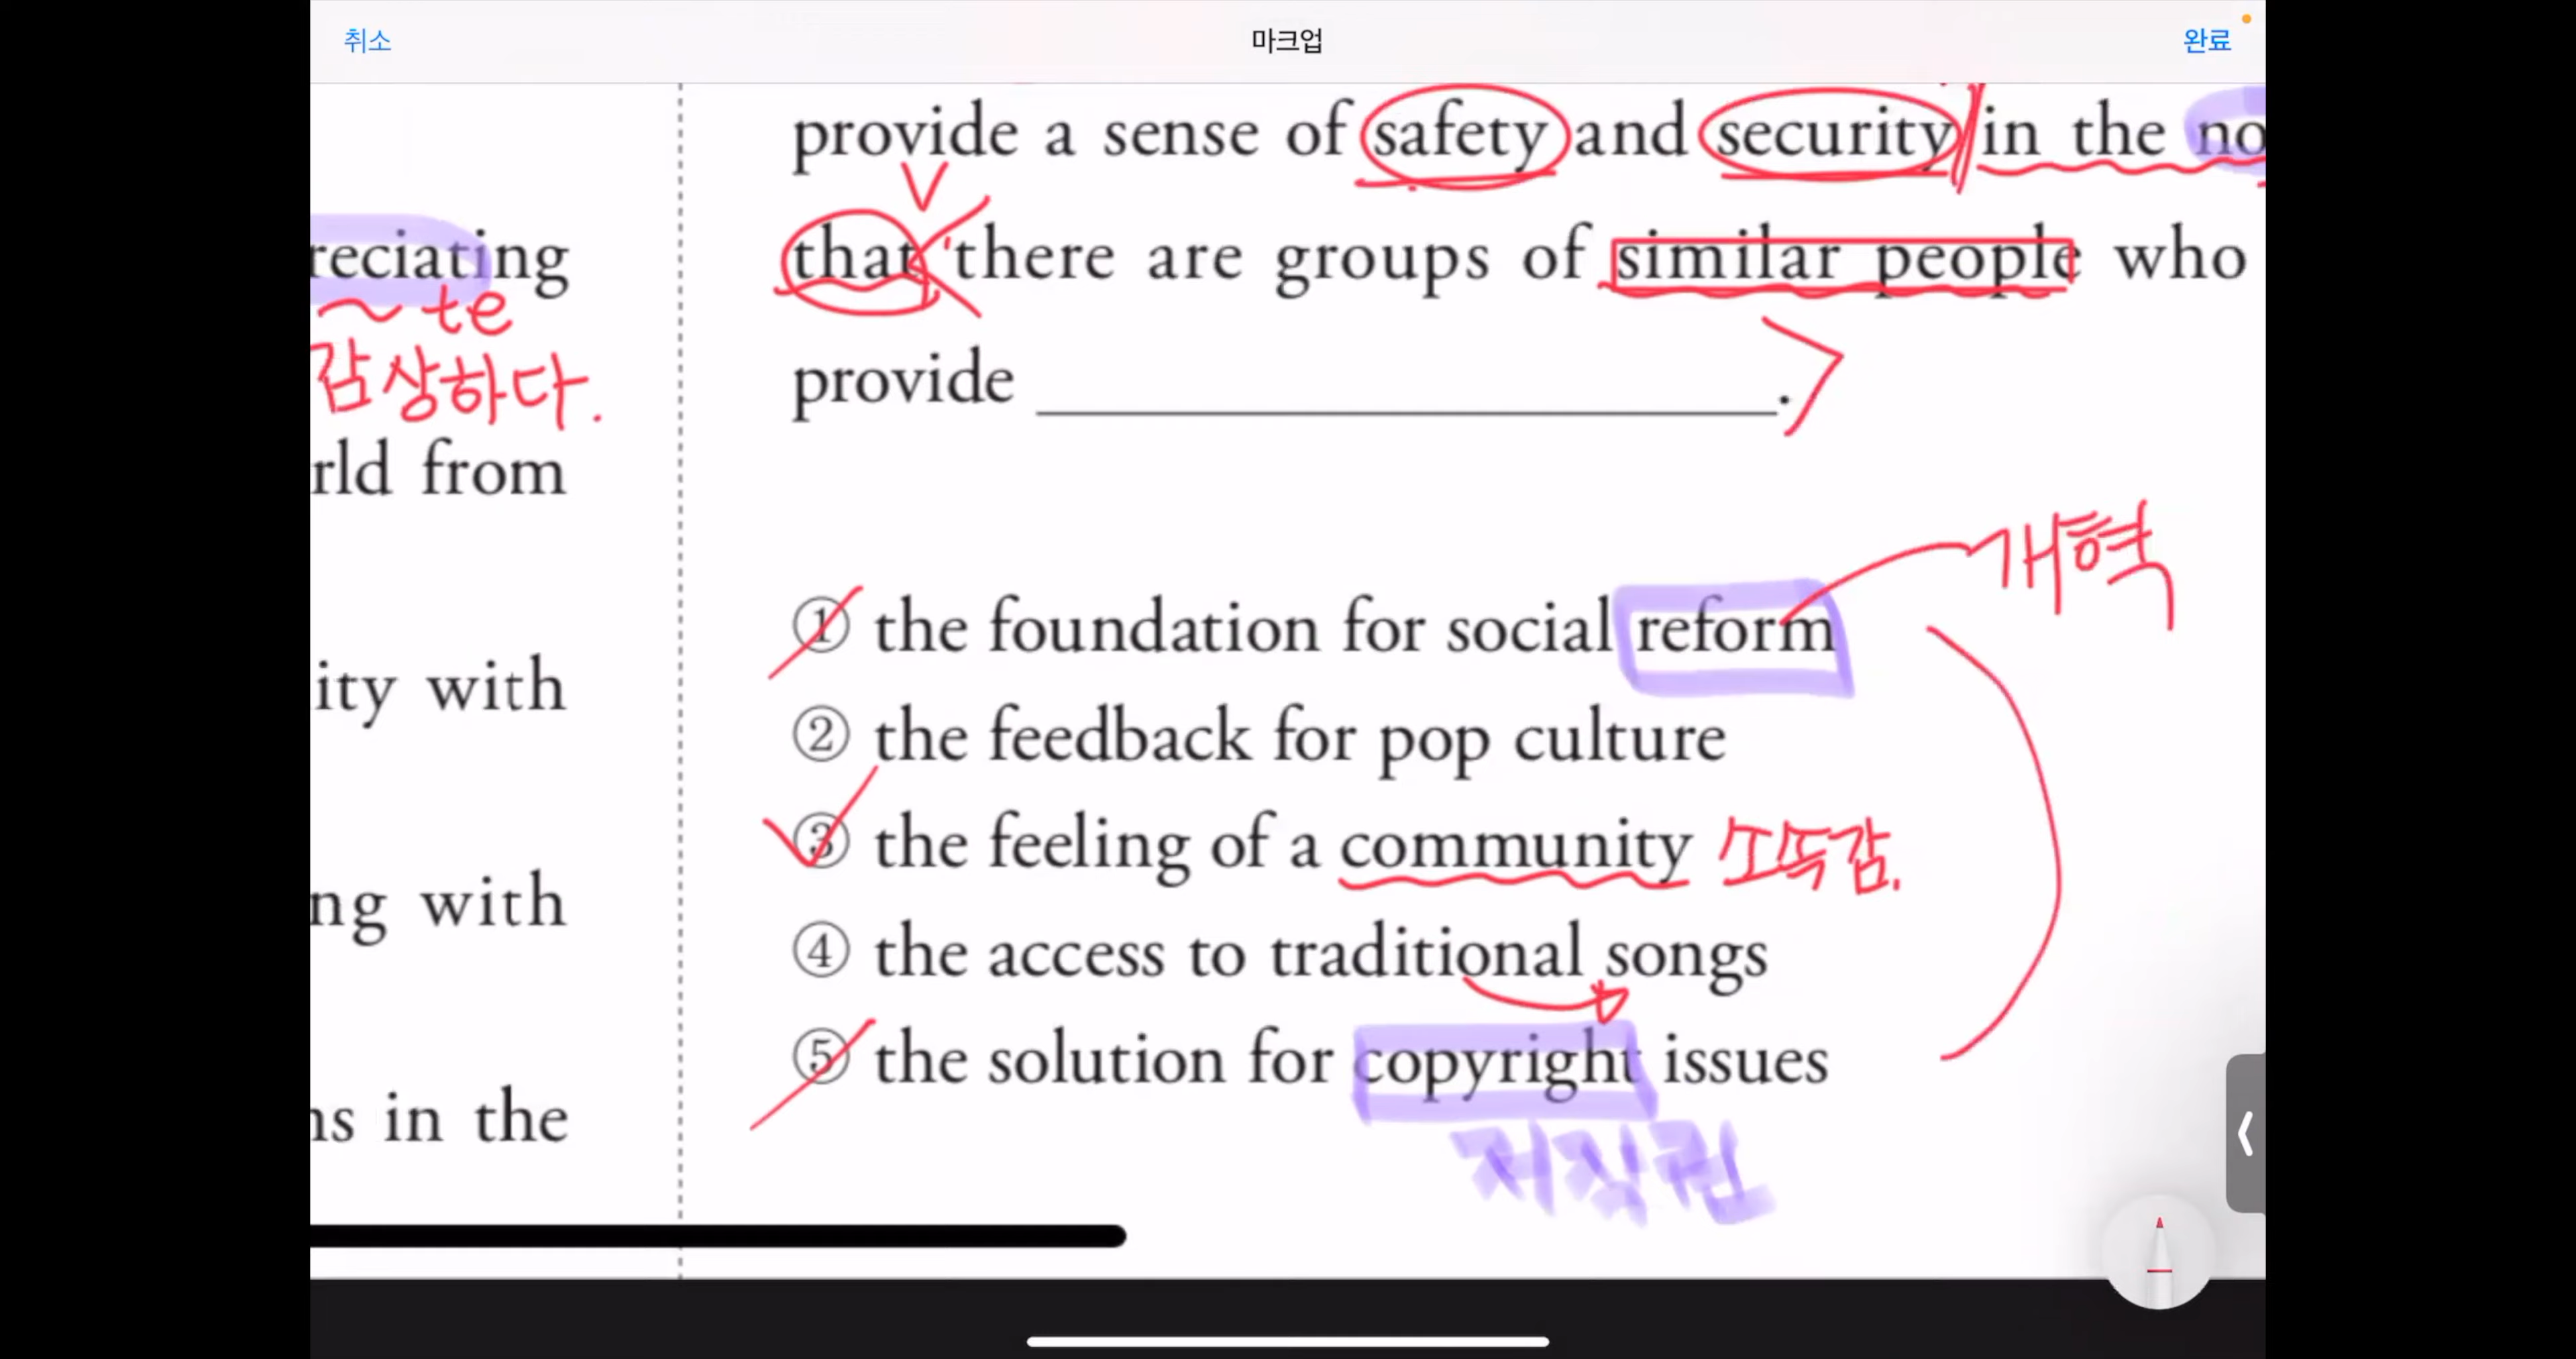 취소 마크업 완료
provide a sense of safety and security in the no
that there are groups of similar people who
provide ____________________.
reciating
~te
감상하다.
rld from
ity with
ng with
ns in the
① the foundation for social reform 개혁
② the feedback for pop culture
③ the feeling of a community 소속감.
④ the access to traditional songs
⑤ the solution for copyright issues
저작권